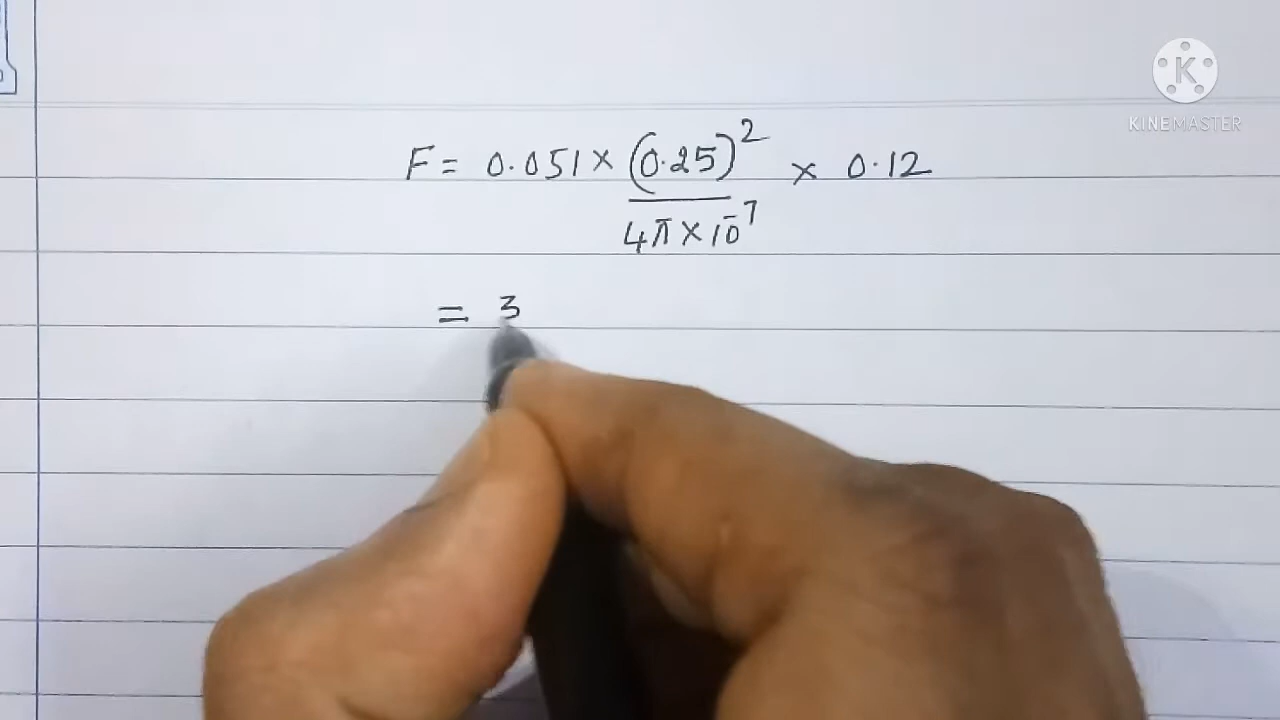 F = 0.051 × (0.25)² / 4π × 10⁻⁷ × 0.12
= 3
K
KINEMASTER